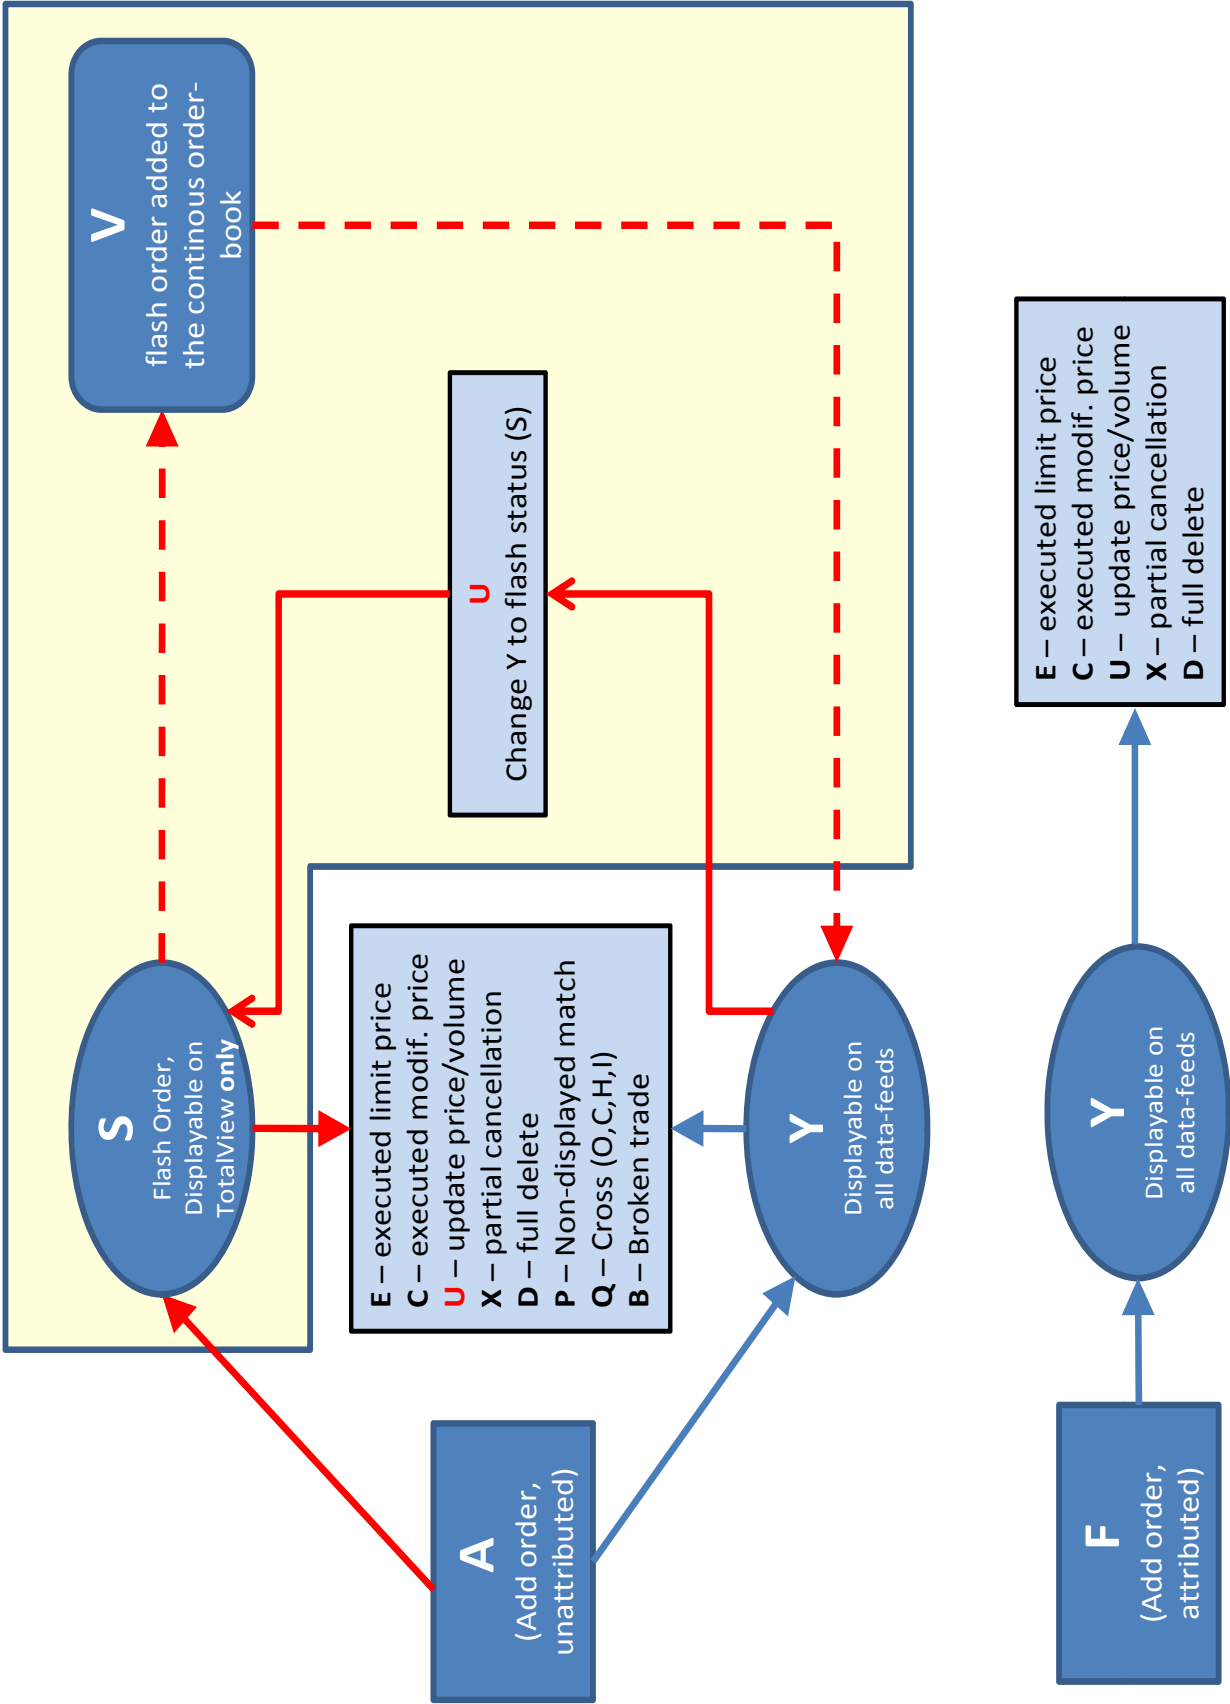 A
(Add order,
unattributed)
S
Flash Order,
Displayable on
TotalView only
V
flash order added to
the continous order-
book
E – executed limit price
C – executed modif. price
U – update price/volume
X – partial cancellation
D – full delete
P – Non-displayed match
Q – Cross (O,C,H,I)
B – Broken trade
U
Change Y to flash status (S)
Y
Displayable on
all data-feeds
F
(Add order,
attributed)
Y
Displayable on
all data-feeds
E – executed limit price
C – executed modif. price
U – update price/volume
X – partial cancellation
D – full delete